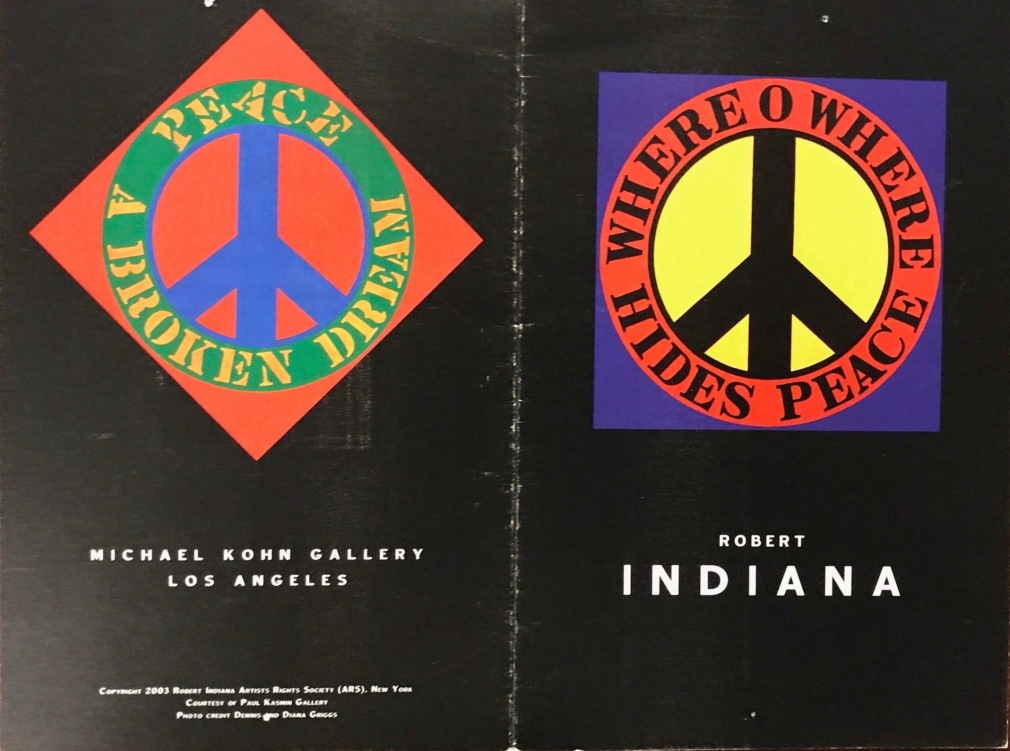 PEACE
A BROKEN DREAM
MICHAEL KOHN GALLERY
LOS ANGELES
COPYRIGHT 2003 ROBERT INDIANA ARTISTS RIGHTS SOCIETY (ARS), NEW YORK
COURTESY OF PAUL KASMIN GALLERY
PHOTO CREDIT DENNIS AND DIANA GRIGGS
WHERE O WHERE
HIDES PEACE
ROBERT
INDIANA